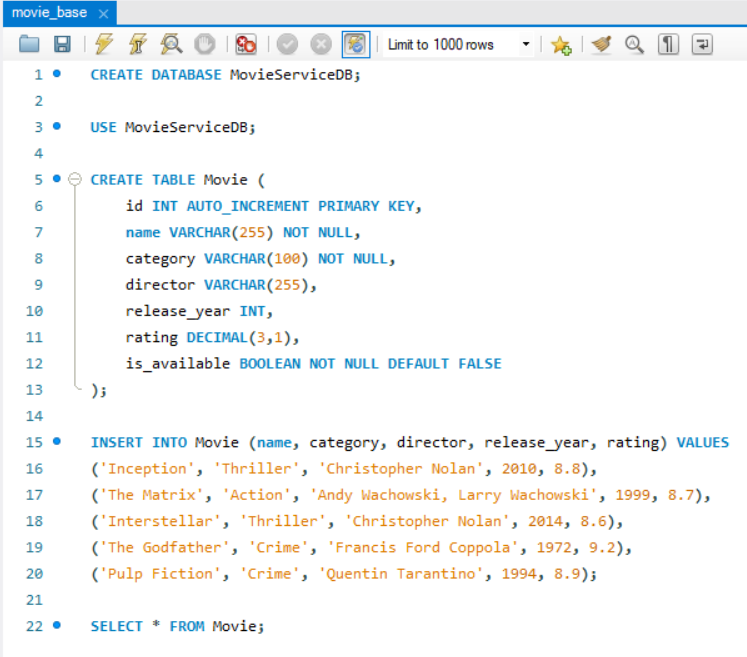 movie_base ×
Limit to 1000 rows
1 CREATE DATABASE MovieServiceDB;
2
3 USE MovieServiceDB;
4
5 CREATE TABLE Movie (
6 id INT AUTO_INCREMENT PRIMARY KEY,
7 name VARCHAR(255) NOT NULL,
8 category VARCHAR(100) NOT NULL,
9 director VARCHAR(255),
10 release_year INT,
11 rating DECIMAL(3,1),
12 is_available BOOLEAN NOT NULL DEFAULT FALSE
13 );
14
15 INSERT INTO Movie (name, category, director, release_year, rating) VALUES
16 ('Inception', 'Thriller', 'Christopher Nolan', 2010, 8.8),
17 ('The Matrix', 'Action', 'Andy Wachowski, Larry Wachowski', 1999, 8.7),
18 ('Interstellar', 'Thriller', 'Christopher Nolan', 2014, 8.6),
19 ('The Godfather', 'Crime', 'Francis Ford Coppola', 1972, 9.2),
20 ('Pulp Fiction', 'Crime', 'Quentin Tarantino', 1994, 8.9);
21
22 SELECT * FROM Movie;